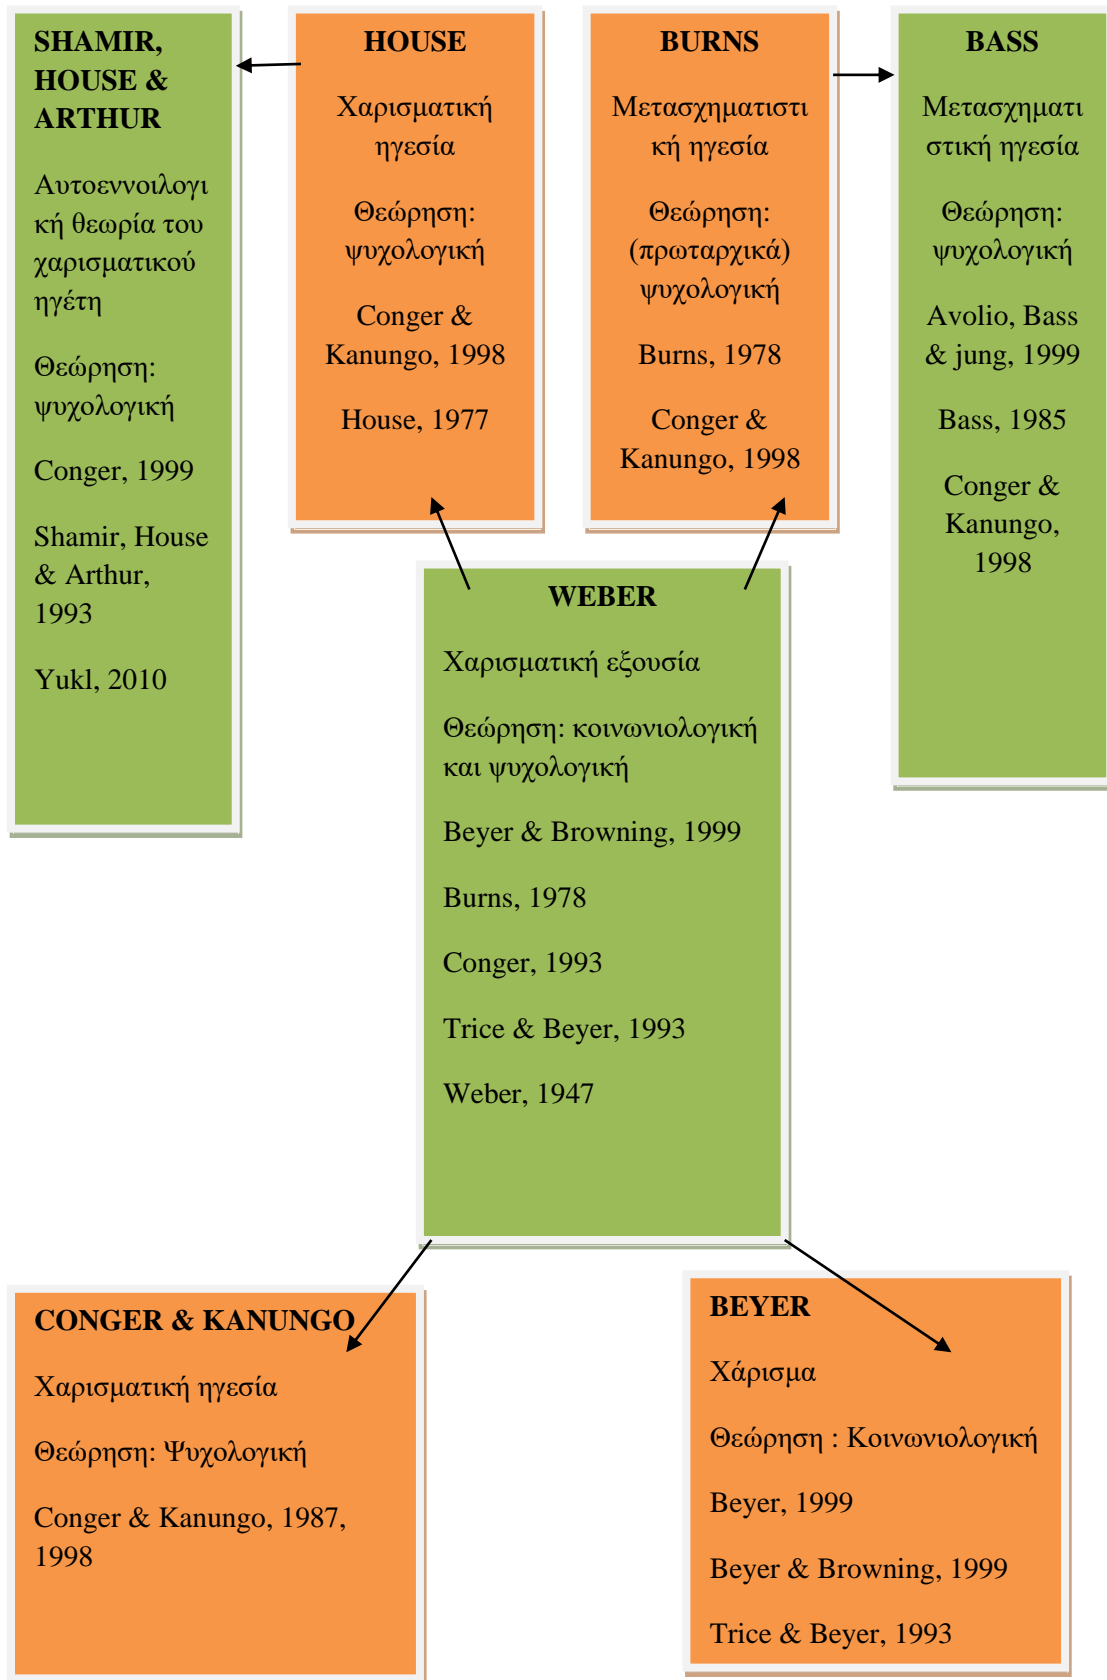 SHAMIR,
HOUSE &
ARTHUR
Αυτοεννοιλογι
κή θεωρία του
χαρισματικού
ηγέτη
Θεώρηση:
ψυχολογική
Conger, 1999
Shamir, House
& Arthur,
1993
Yukl, 2010
HOUSE
Χαρισματική
ηγεσία
Θεώρηση:
ψυχολογική
Conger &
Kanungo, 1998
House, 1977
BURNS
Μετασχηματιστι
κή ηγεσία
Θεώρηση:
(πρωταρχικά)
ψυχολογική
Burns, 1978
Conger &
Kanungo, 1998
BASS
Μετασχηματι
στική ηγεσία
Θεώρηση:
ψυχολογική
Avolio, Bass
& jung, 1999
Bass, 1985
Conger &
Kanungo,
1998
WEBER
Χαρισματική εξουσία
Θεώρηση: κοινωνιολογική
και ψυχολογική
Beyer & Browning, 1999
Burns, 1978
Conger, 1993
Trice & Beyer, 1993
Weber, 1947
CONGER & KANUNGO
Χαρισματική ηγεσία
Θεώρηση: Ψυχολογική
Conger & Kanungo, 1987,
1998
BEYER
Χάρισμα
Θεώρηση : Κοινωνιολογική
Beyer, 1999
Beyer & Browning, 1999
Trice & Beyer, 1993